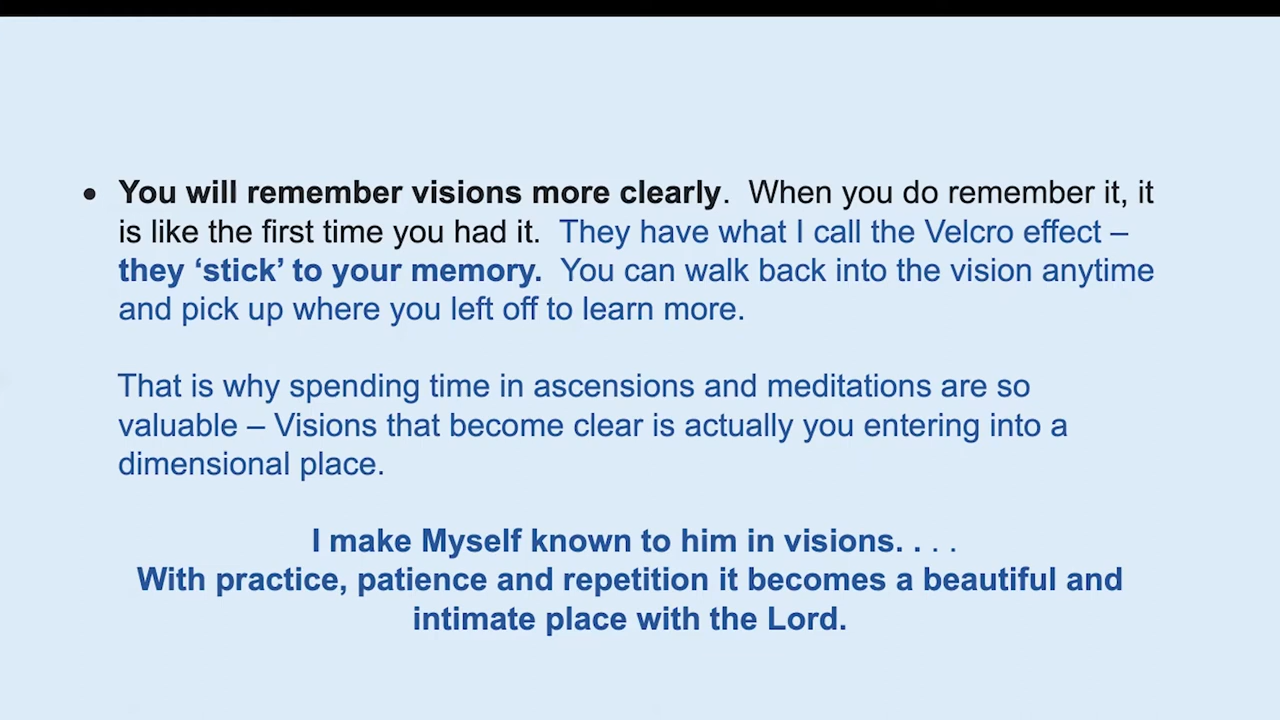 • You will remember visions more clearly.  When you do remember it, it
is like the first time you had it.  They have what I call the Velcro effect –
they ‘stick’ to your memory.  You can walk back into the vision anytime
and pick up where you left off to learn more.
That is why spending time in ascensions and meditations are so
valuable – Visions that become clear is actually you entering into a
dimensional place.
I make Myself known to him in visions. . . .
With practice, patience and repetition it becomes a beautiful and
intimate place with the Lord.